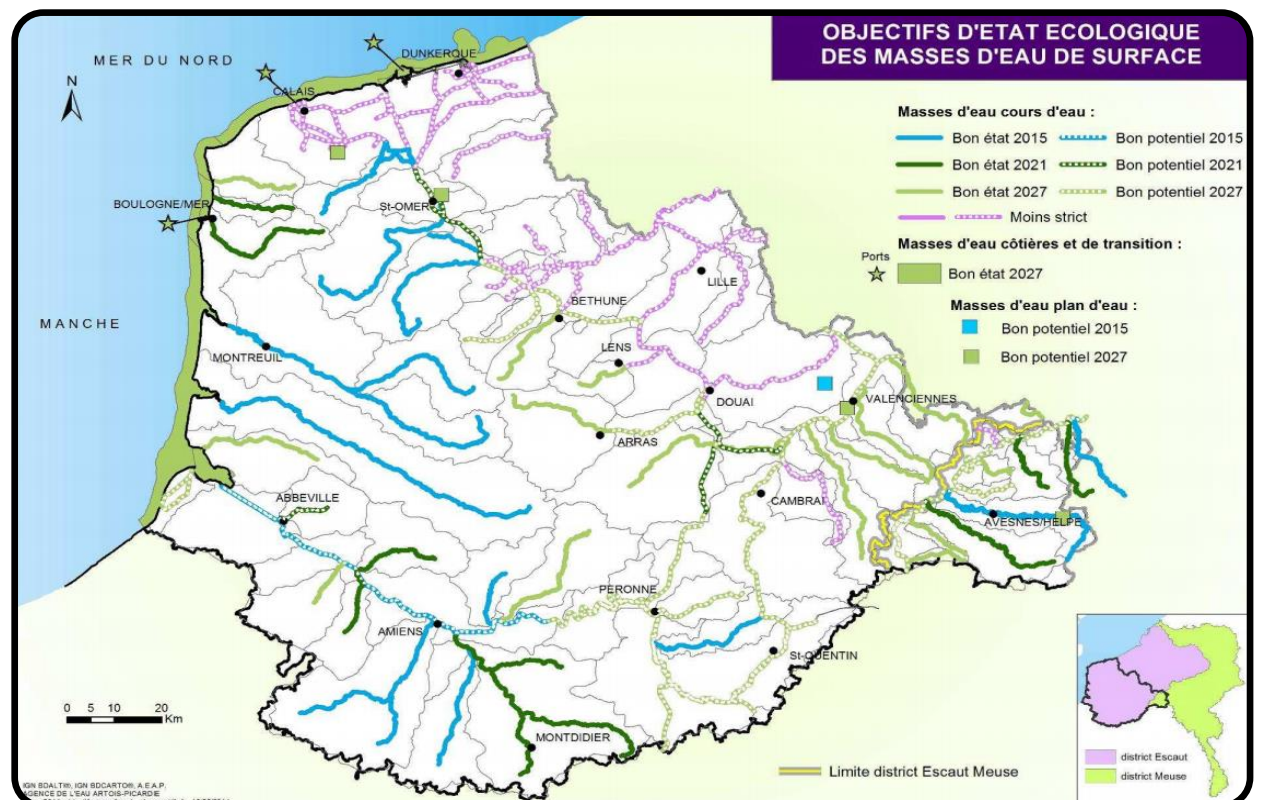 OBJECTIFS D'ETAT ECOLOGIQUE
DES MASSES D'EAU DE SURFACE
MER DU NORD
N
DUNKERQUE
CALAIS
BOULOGNE/MER
St-OMER
MANCHE
LILLE
BETHUNE
LENS
MONTREUIL
DOUAI
VALENCIENNES
ARRAS
CAMBRAI
ABBEVILLE
AVESNES/HELPE
PERONNE
AMIENS
St-QUENTIN
MONTDIDIER
Masses d'eau cours d'eau :
Bon état 2015
Bon potentiel 2015
Bon état 2021
Bon potentiel 2021
Bon état 2027
Bon potentiel 2027
Moins strict
Masses d'eau côtières et de transition :
Ports
Bon état 2027
Masses d'eau plan d'eau :
Bon potentiel 2015
Bon potentiel 2027
0 5 10 20
Km
Limite district Escaut Meuse
district Escaut
district Meuse
IGN BDALTI®, IGN BDCARTO®, A.E.A.P.
AGENCE DE L'EAU ARTOIS-PICARDIE